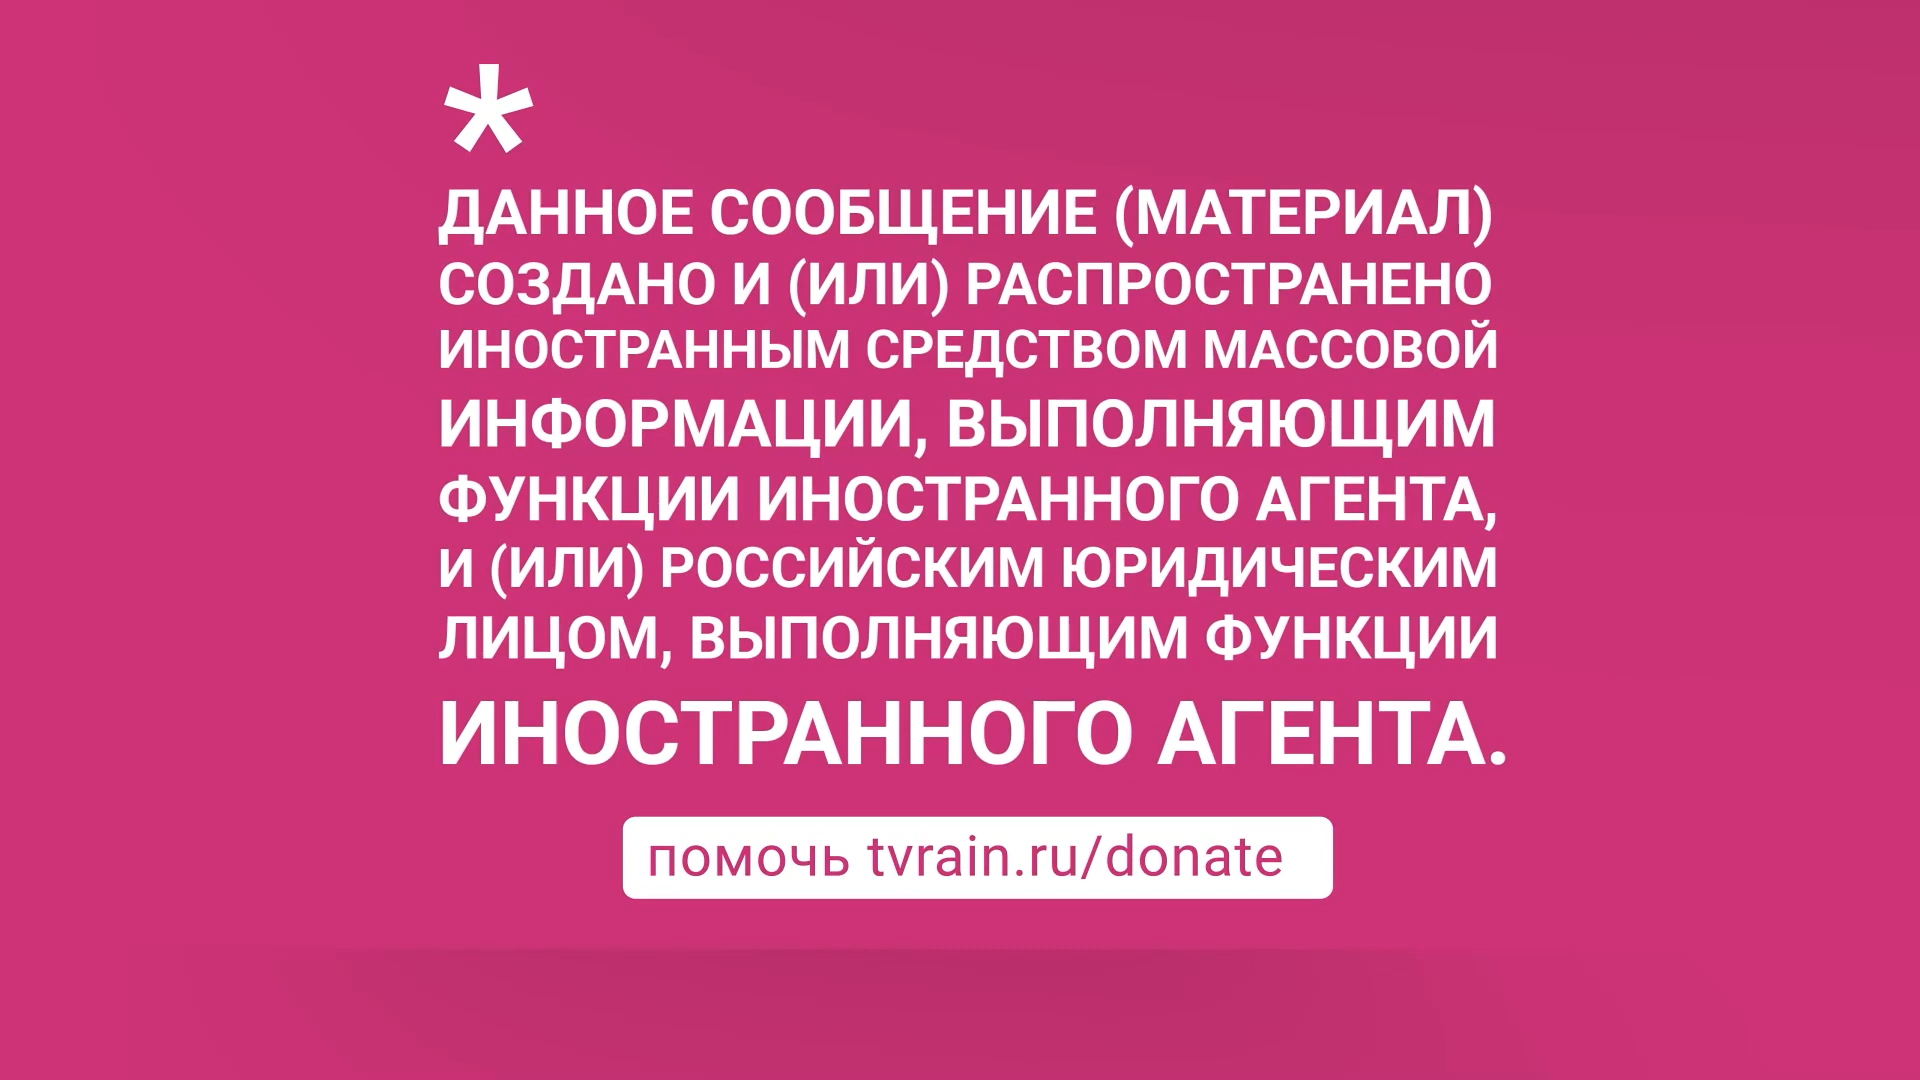 *
ДАННОЕ СООБЩЕНИЕ (МАТЕРИАЛ)
СОЗДАНО И (ИЛИ) РАСПРОСТРАНЕНО
ИНОСТРАННЫМ СРЕДСТВОМ МАССОВОЙ
ИНФОРМАЦИИ, ВЫПОЛНЯЮЩИМ
ФУНКЦИИ ИНОСТРАННОГО АГЕНТА,
И (ИЛИ) РОССИЙСКИМ ЮРИДИЧЕСКИМ
ЛИЦОМ, ВЫПОЛНЯЮЩИМ ФУНКЦИИ
ИНОСТРАННОГО АГЕНТА.
помочь tvrain.ru/donate